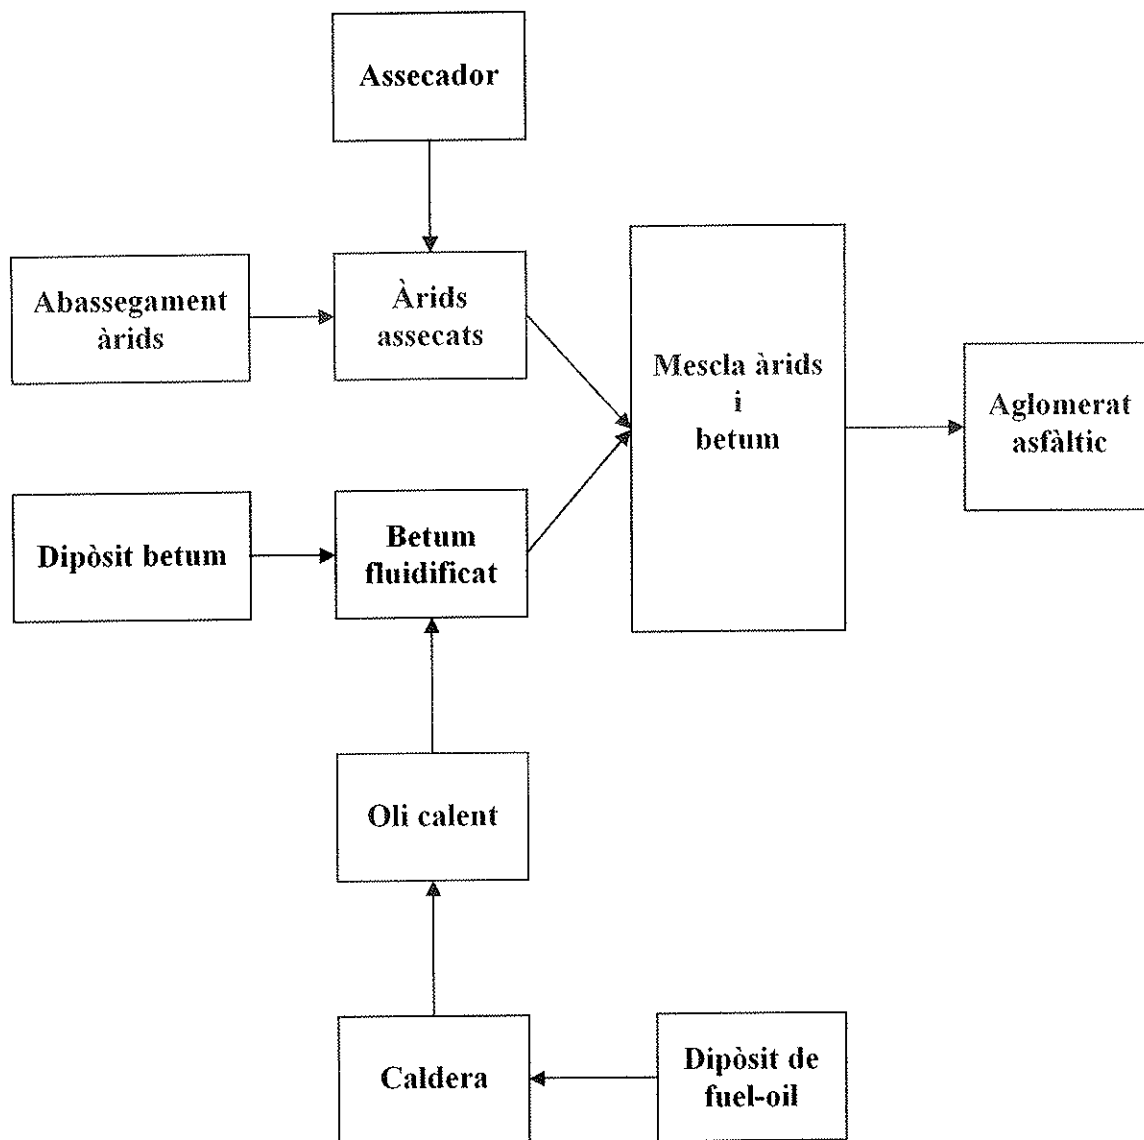 Assecador
Abassegament
àrids
Àrids
assecats
Mescla àrids
i
betum
Aglomerat
asfàltic
Dipòsit betum
Betum
fluidificat
Oli calent
Caldera
Dipòsit de
fuel-oil